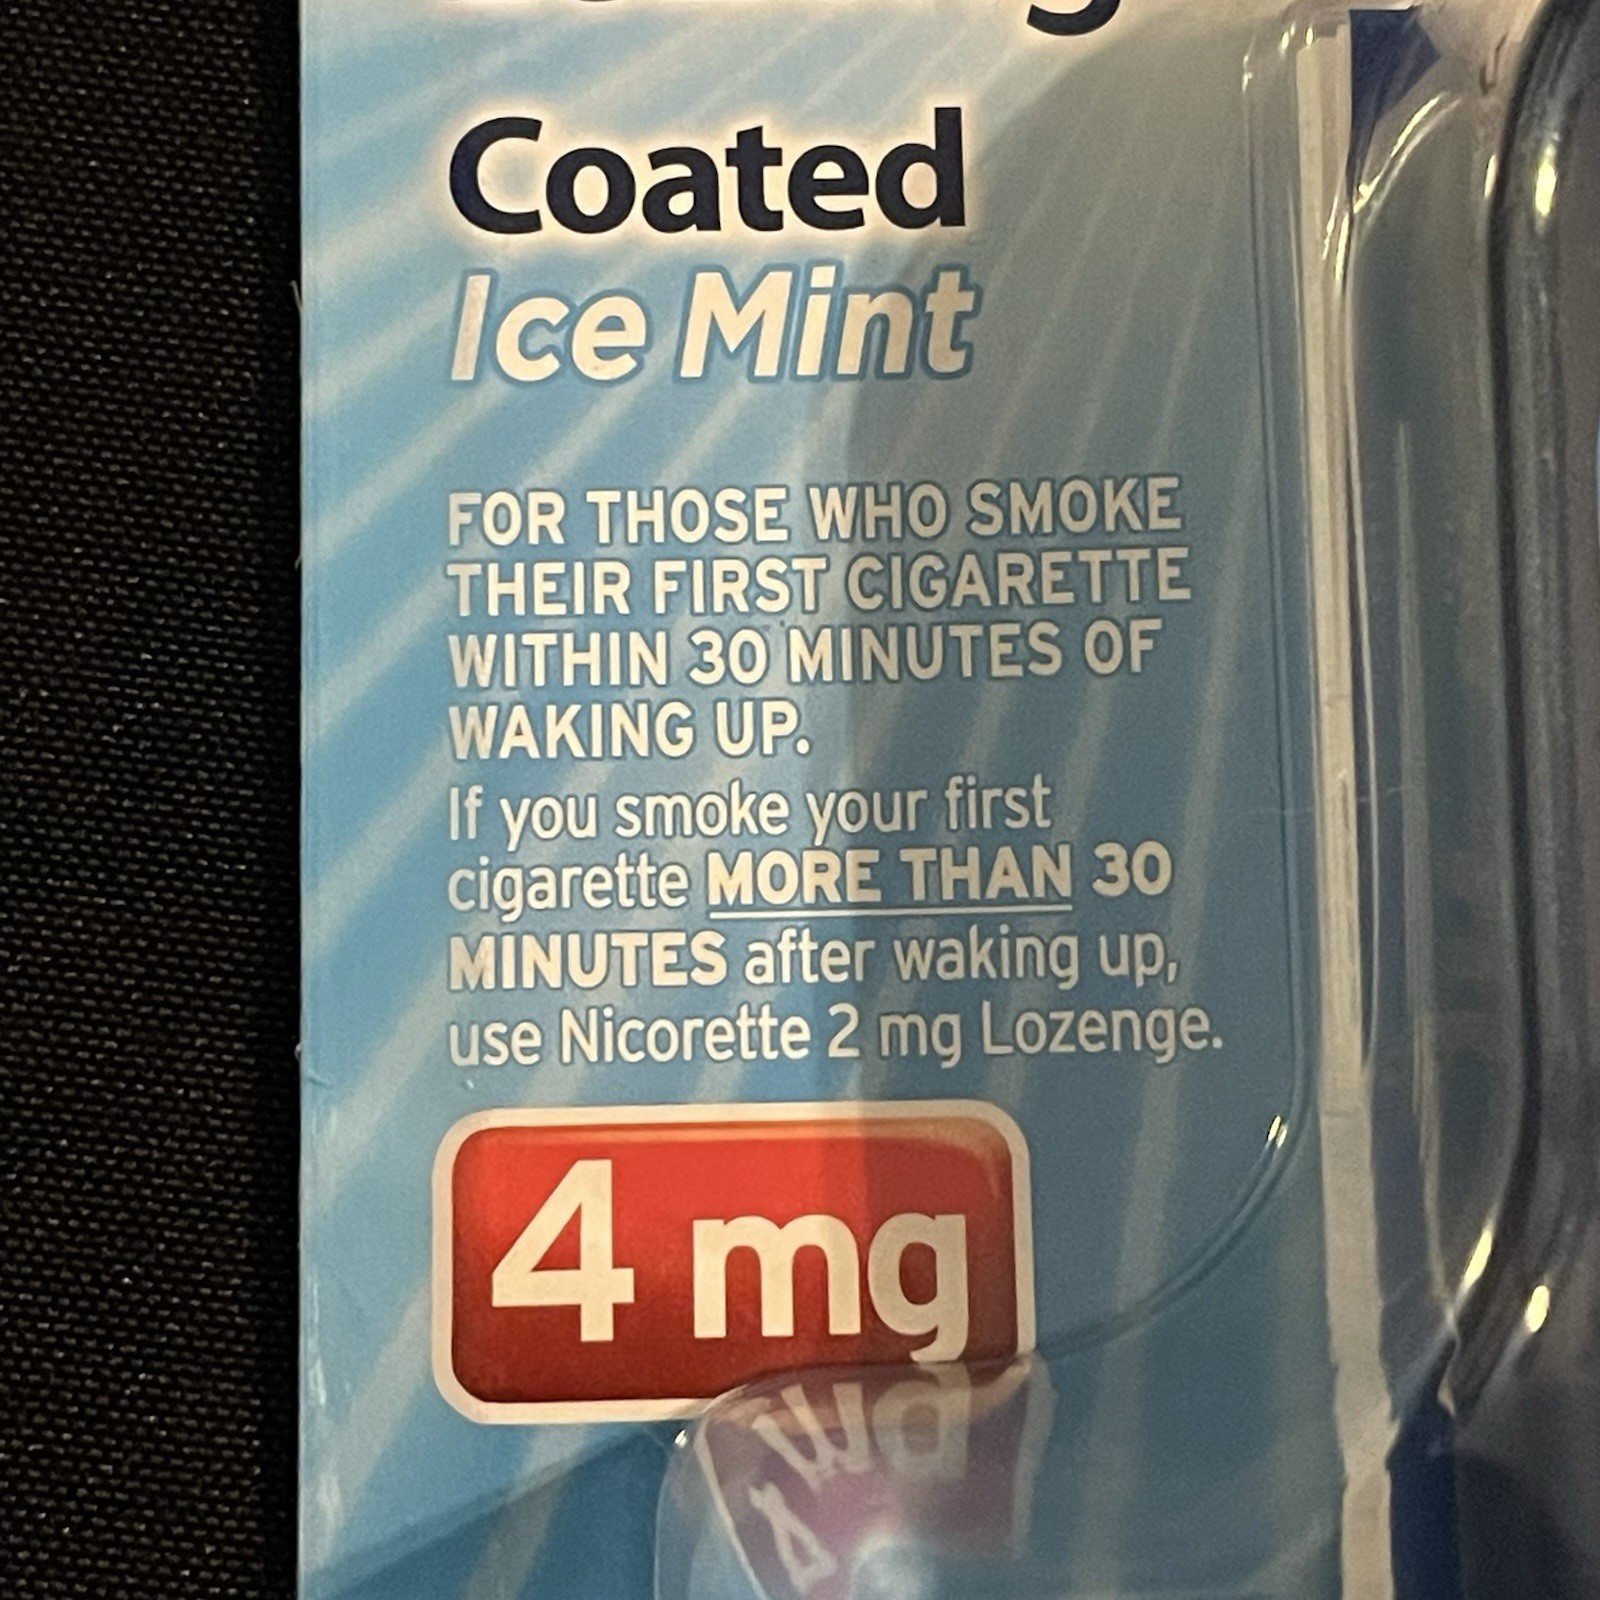 Coated
Ice Mint
FOR THOSE WHO SMOKE
THEIR FIRST CIGARETTE
WITHIN 30 MINUTES OF
WAKING UP.
If you smoke your first
cigarette MORE THAN 30
MINUTES after waking up,
use Nicorette 2 mg Lozenge.
4 mg